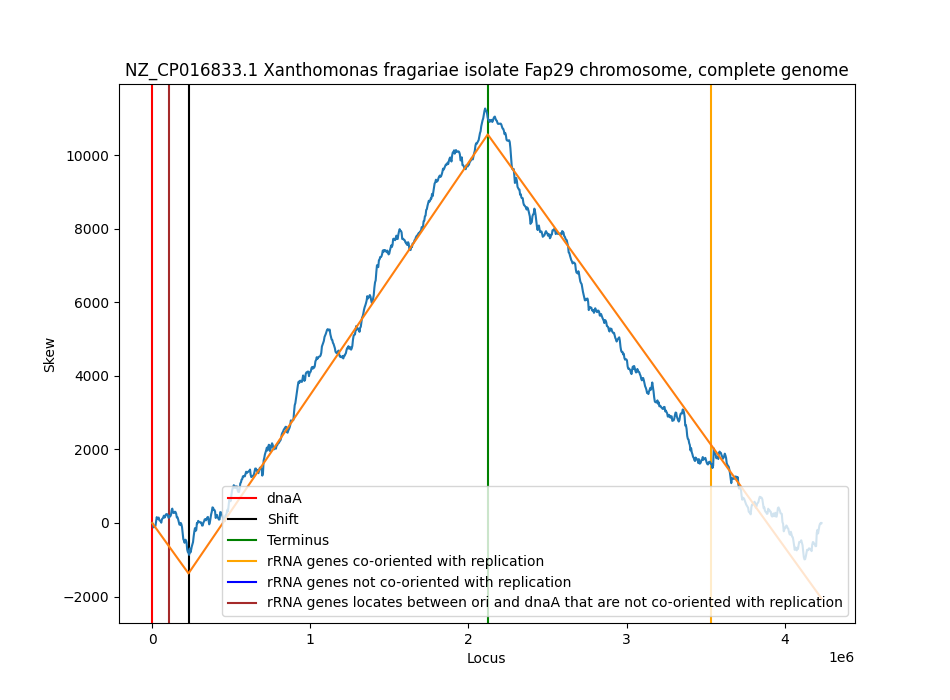 NZ_CP016833.1 Xanthomonas fragariae isolate Fap29 chromosome, complete genome
10000
8000
6000
4000
2000
0
−2000
Skew
dnaA
Shift
Terminus
rRNA genes co-oriented with replication
rRNA genes not co-oriented with replication
rRNA genes locates between ori and dnaA that are not co-oriented with replication
0 1 2 3 4
1e6
Locus